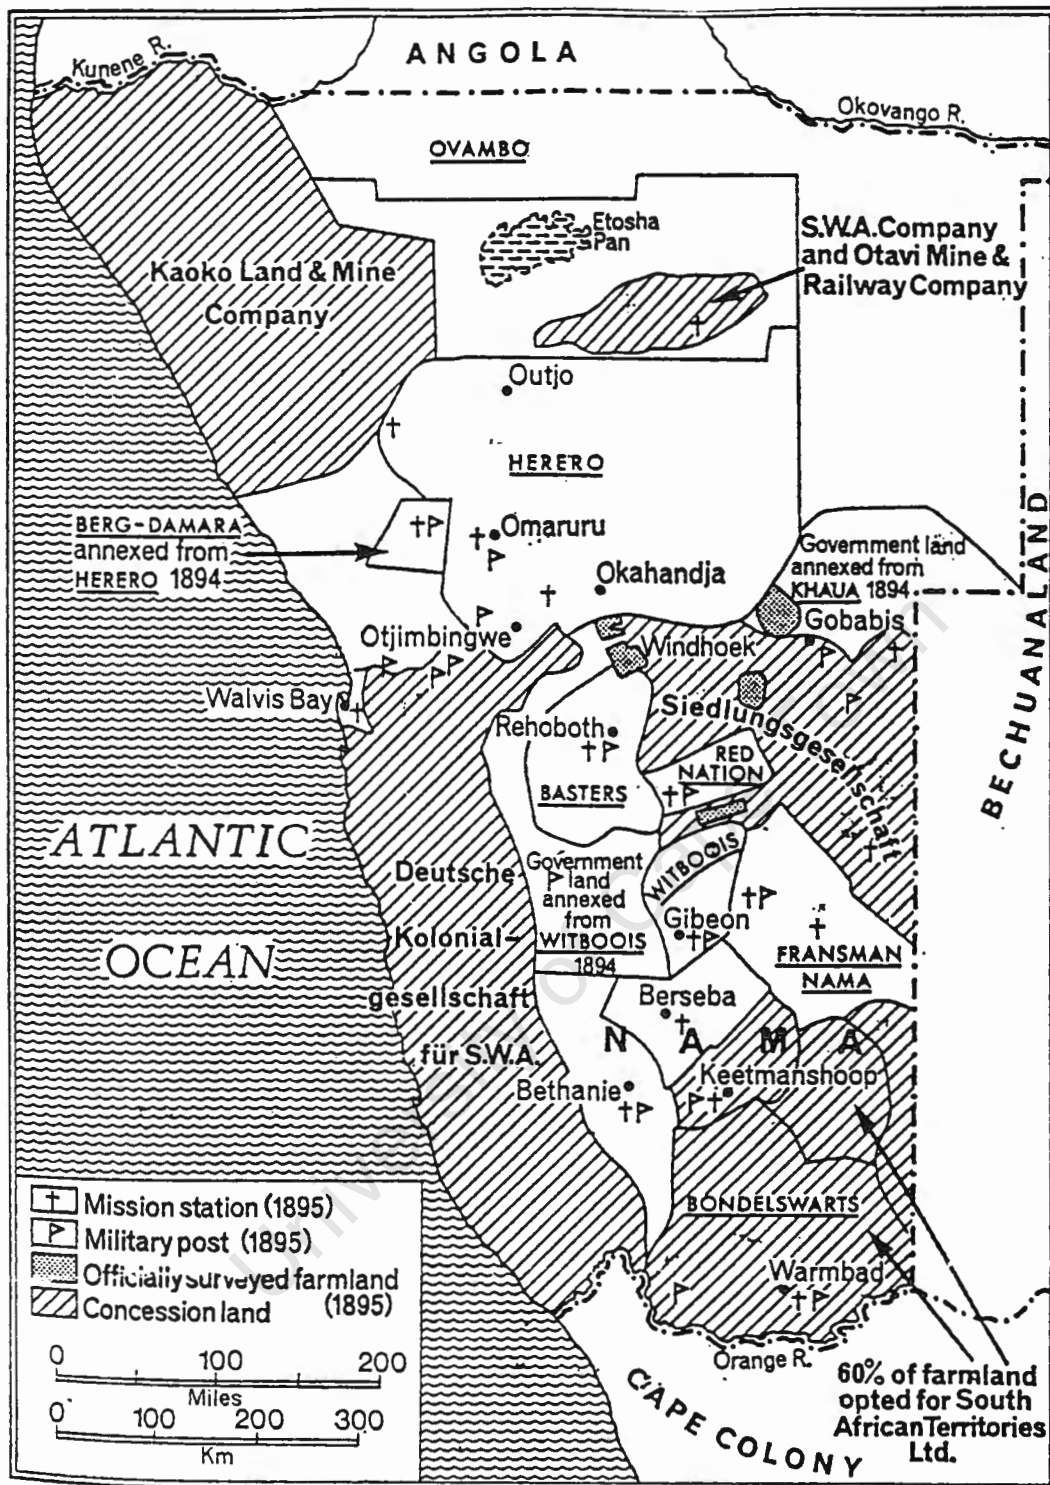 Kunene R.
ANGOLA
Okovango R.
OVAMBO
Etosha
Pan
S.W.A. Company
and Otavi Mine &
Railway Company
Kaoko Land & Mine
Company
Outjo
HERERO
BERG-DAMARA
annexed from
HERERO 1894
Omaruru
Okahandja
Government land
annexed from
KHAUA 1894
Gobabis
BECHUANALAND
Otjimbingwe
Windhoek
Walvis Bay
Siedlungsgesellschaft
Rehoboth
RED
NATION
BASTERS
ATLANTIC
OCEAN
Deutsche
Kolonial-
gesellschaft
für S.W.A.
Government
land
annexed
from
WITBOOIS
1894
WITBOOIS
Gibeon
FRANSMAN
NAMA
Berseba
NAMA
Keetmanshoop
Bethanie
BONDELSWARTS
Warmbad
Orange R.
CAPE COLONY
60% of farmland
opted for South
African Territories
Ltd.
Mission station (1895)
Military post (1895)
Officially surveyed farmland
(1895)
Concession land
0 100 200
Miles
0 100 200 300
Km
University of Cape Town